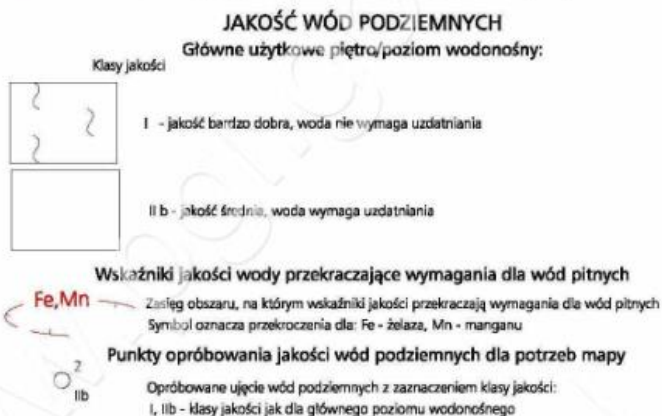 JAKOŚĆ WÓD PODZIEMNYCH
Główne użytkowe piętro/poziom wodonośny:
Klasy jakości
I - jakość bardzo dobra, woda nie wymaga uzdatniania
II b - jakość średnia, woda wymaga uzdatniania
Wskaźniki jakości wody przekraczające wymagania dla wód pitnych
Fe,Mn
Zasięg obszaru, na którym wskaźniki jakości przekraczają wymagania dla wód pitnych
Symbol oznacza przekroczenia dla: Fe - żelaza, Mn - manganu
Punkty opróbowania jakości wód podziemnych dla potrzeb mapy
2
IIb
Opróbowane ujęcie wód podziemnych z zaznaczeniem klasy jakości:
I, IIb - klasy jakości jak dla głównego poziomu wodonośnego